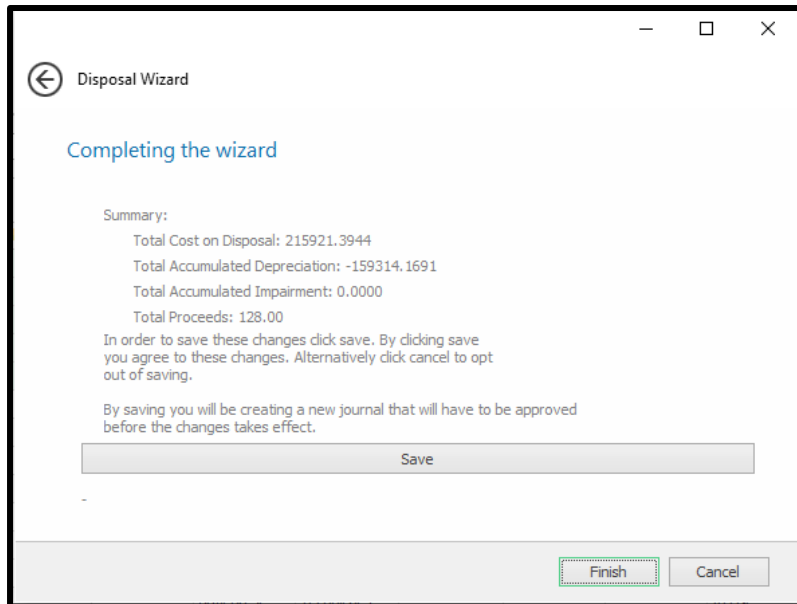 Disposal Wizard
Completing the wizard
Summary:
Total Cost on Disposal: 215921.3944
Total Accumulated Depreciation: -159314.1691
Total Accumulated Impairment: 0.0000
Total Proceeds: 128.00
In order to save these changes click save. By clicking save
you agree to these changes. Alternatively click cancel to opt
out of saving.
By saving you will be creating a new journal that will have to be approved
before the changes takes effect.
Save
-
Finish
Cancel